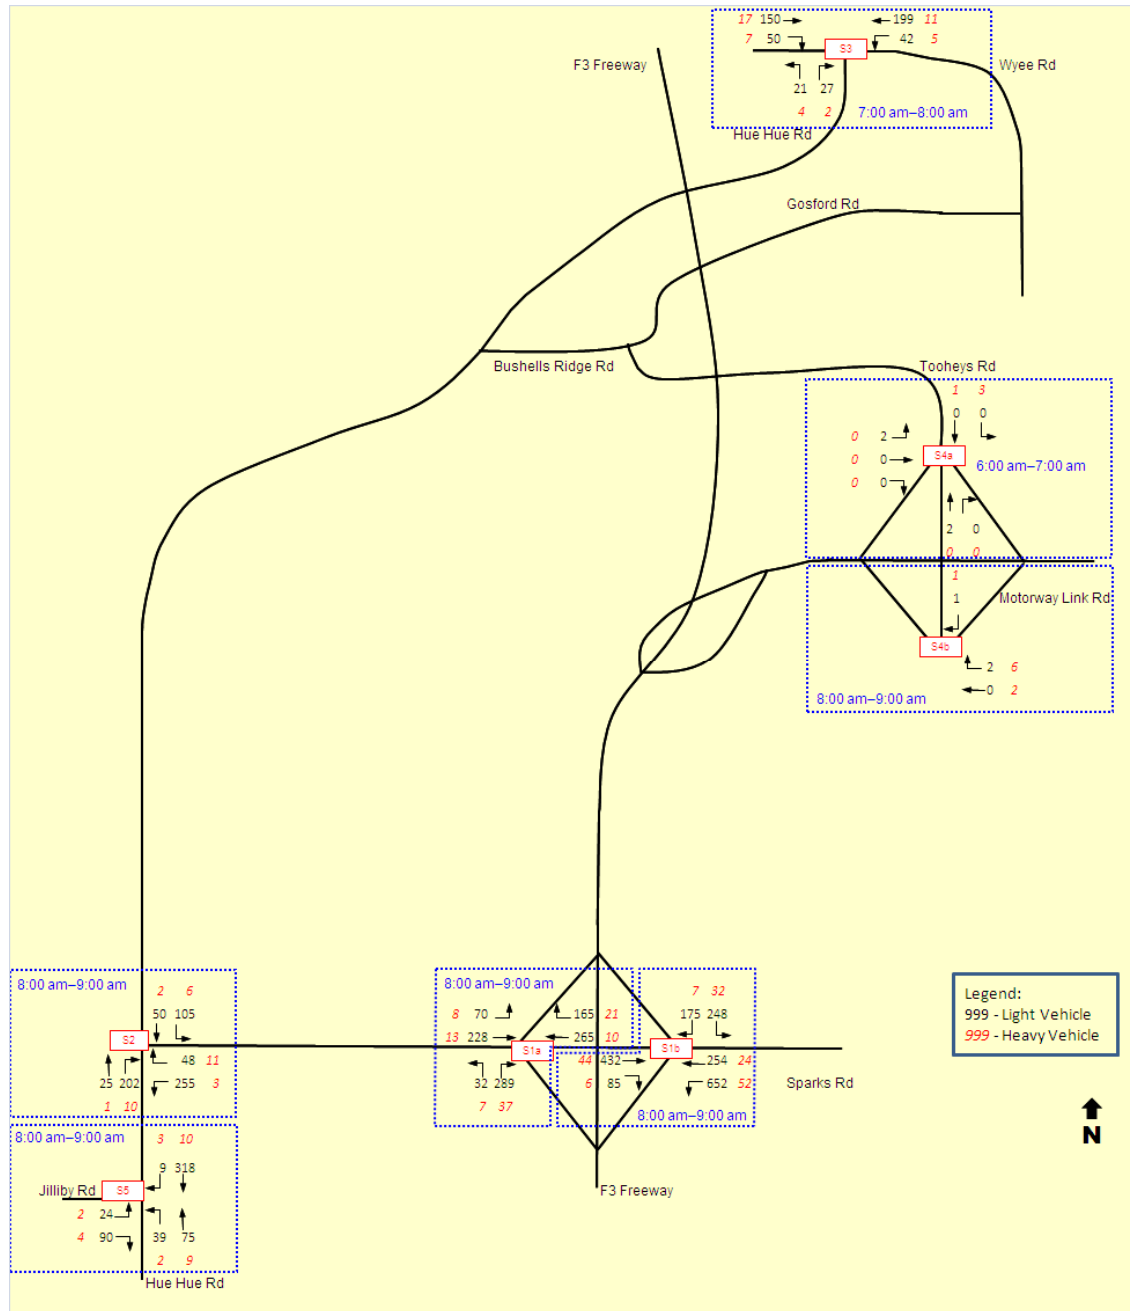 17 150 199 11
7 50 S3 42 5
F3 Freeway
Wyee Rd
21 27
4 2 7:00 am–8:00 am
Hue Hue Rd
Gosford Rd
Bushells Ridge Rd
Tooheys Rd
1 3
0 0
0 2
0 0 S4a 6:00 am–7:00 am
0 0
2 0
0 0
1
1 Motorway Link Rd
S4b
2 6
8:00 am–9:00 am 0 2
8:00 am–9:00 am
2 6
50 105
S2
48 11
25 202 255 3
1 10
8:00 am–9:00 am
8 70 165 21
13 228 265 10
S1a
32 289
7 37
7 32
175 248
S1b
44 432 254 24
6 85 652 52
8:00 am–9:00 am
Sparks Rd
Legend:
999 - Light Vehicle
999 - Heavy Vehicle
N
8:00 am–9:00 am 3 10
9 318
Jilliby Rd S5
2 24
4 90 39 75
2 9
Hue Hue Rd
F3 Freeway